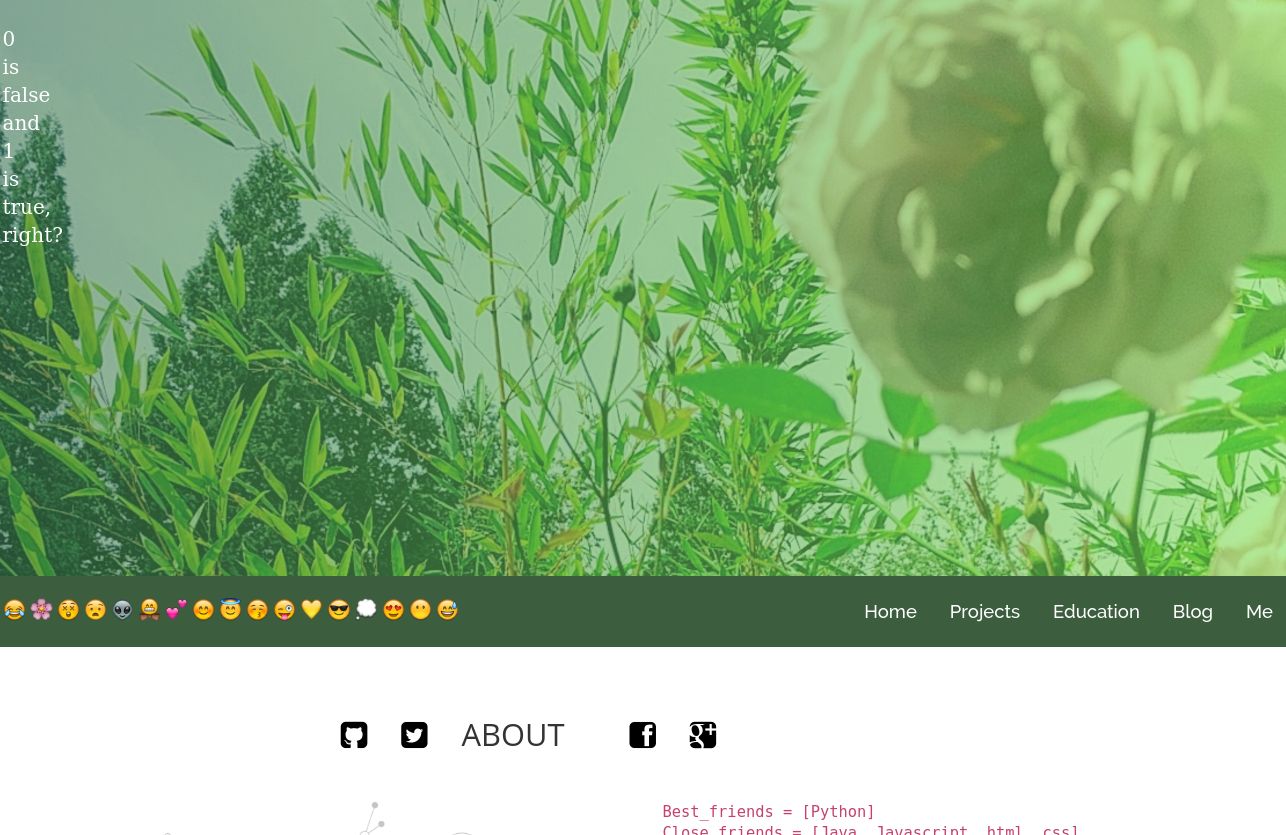 0
is
false
and
1
is
true,
right?
😂 🌸 😲 😟 👽 😁 💕 😊 😇 😚 😜 💛 😎 💭 😍 😶 😅
Home Projects Education Blog Me
ABOUT
Best_friends = [Python]
Close_friends = [Java, Javascript, html, css]